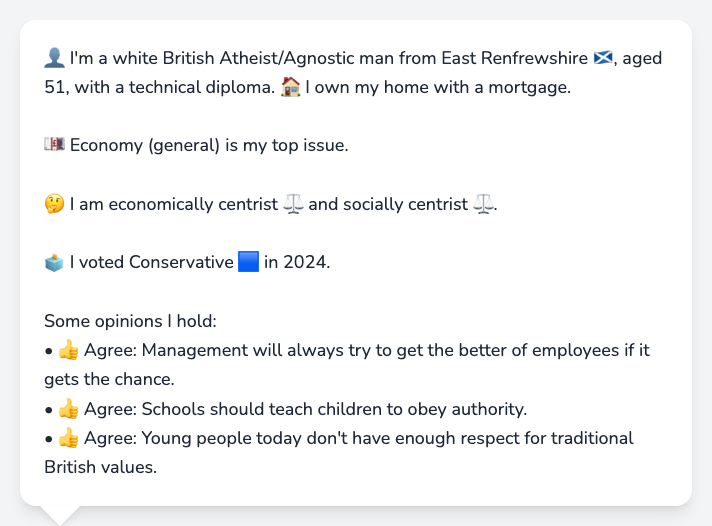 👤 I'm a white British Atheist/Agnostic man from East Renfrewshire 🏴󠁧󠁢󠁳󠁣󠁴󠁿, aged
51, with a technical diploma. 🏠 I own my home with a mortgage.
💷 Economy (general) is my top issue.
🤔 I am economically centrist ⚖️ and socially centrist ⚖️.
🗳️ I voted Conservative 🟦 in 2024.
Some opinions I hold:
• 👍 Agree: Management will always try to get the better of employees if it
gets the chance.
• 👍 Agree: Schools should teach children to obey authority.
• 👍 Agree: Young people today don't have enough respect for traditional
British values.